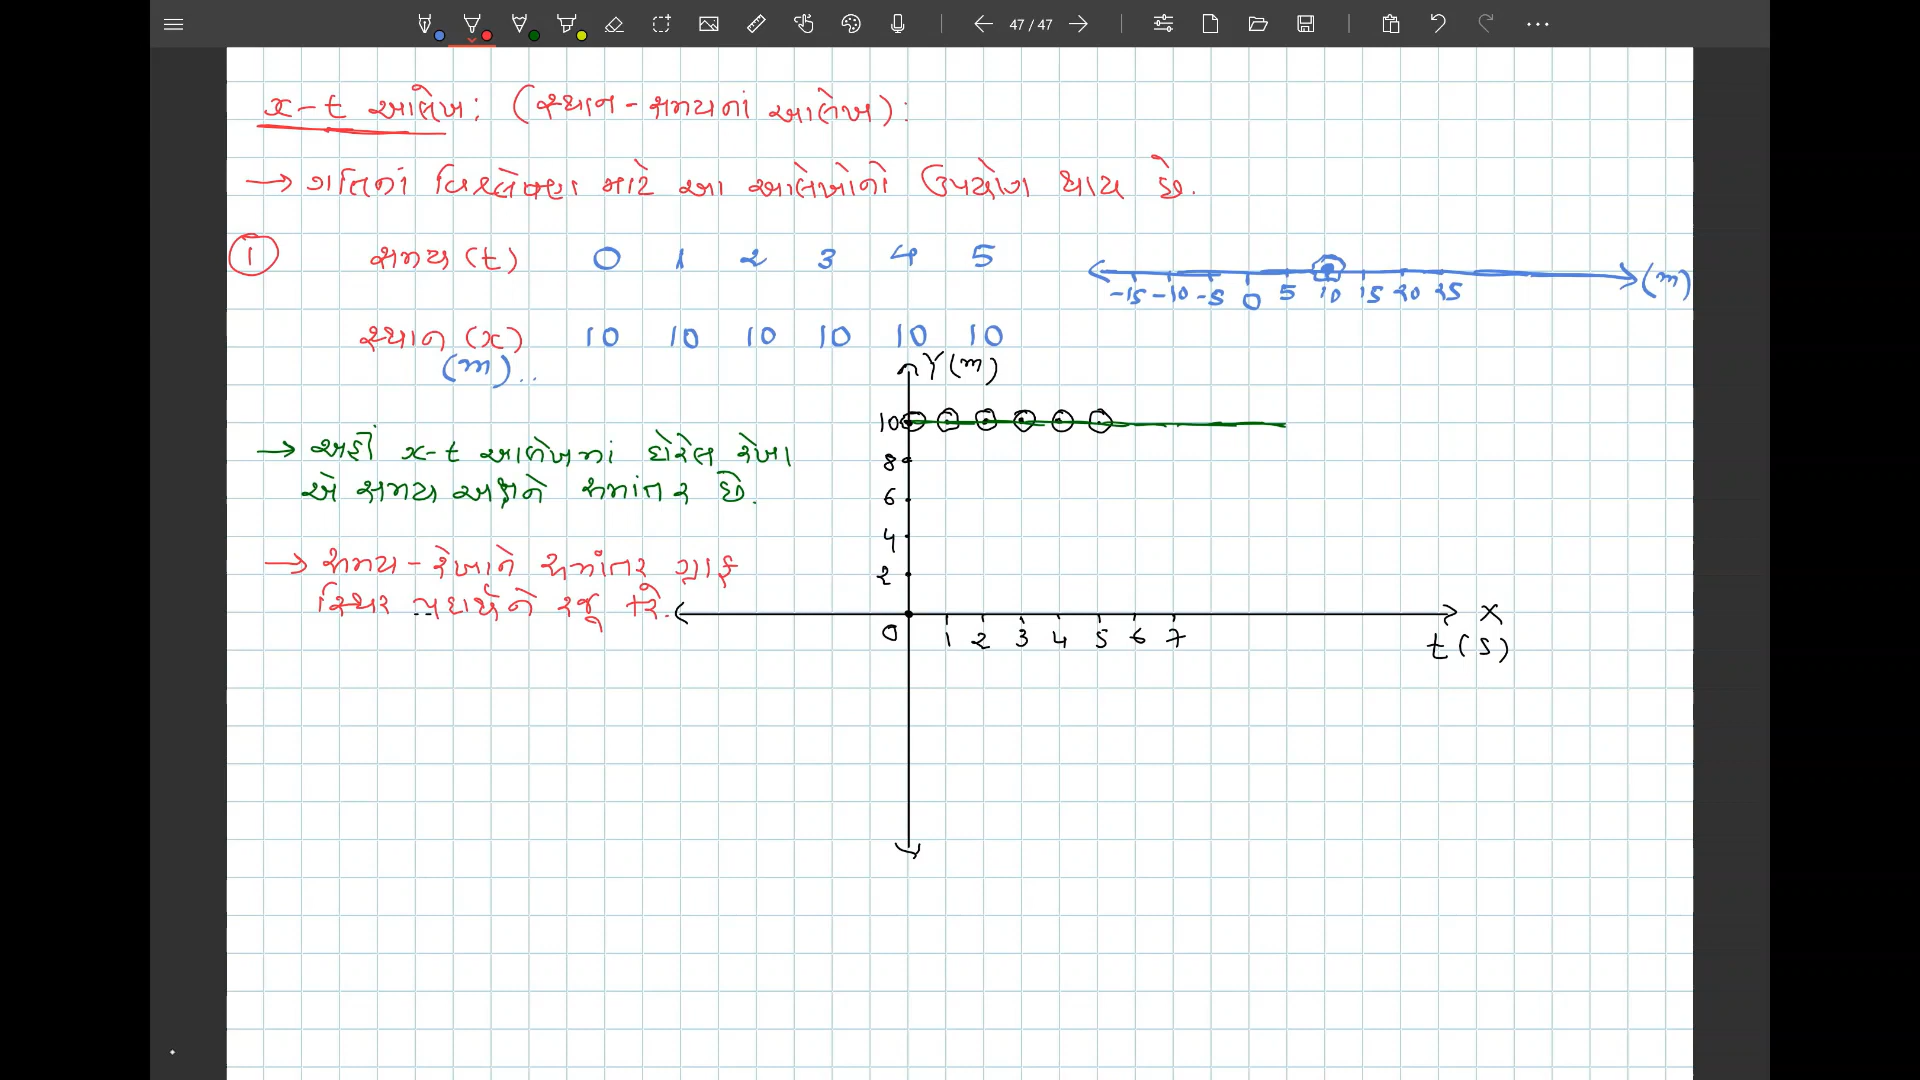 47 / 47
x-t આલેખ: (સ્થાન - સમયનાં આલેખ):
→ ગતિનાં વિશ્લેષણ માટે આ આલેખોનો ઉપયોગ થાય છે.
1 સમય (t) 0 1 2 3 4 5
-15 -10 -5 0 5 10 15 20 25 (m)
સ્થાન (x) 10 10 10 10 10 10
(m)..
Y(m)
10
→ અહીં x-t આલેખનાં દોરેલ રેખા
8
એ સમય અક્ષને સમાંતર છે.
6
4
→ સમય - રેખાને સમાંતર ગ્રાફ
2
સ્થિર પદાર્થને રજૂ કરે.
X
0 1 2 3 4 5 6 7
t(s)